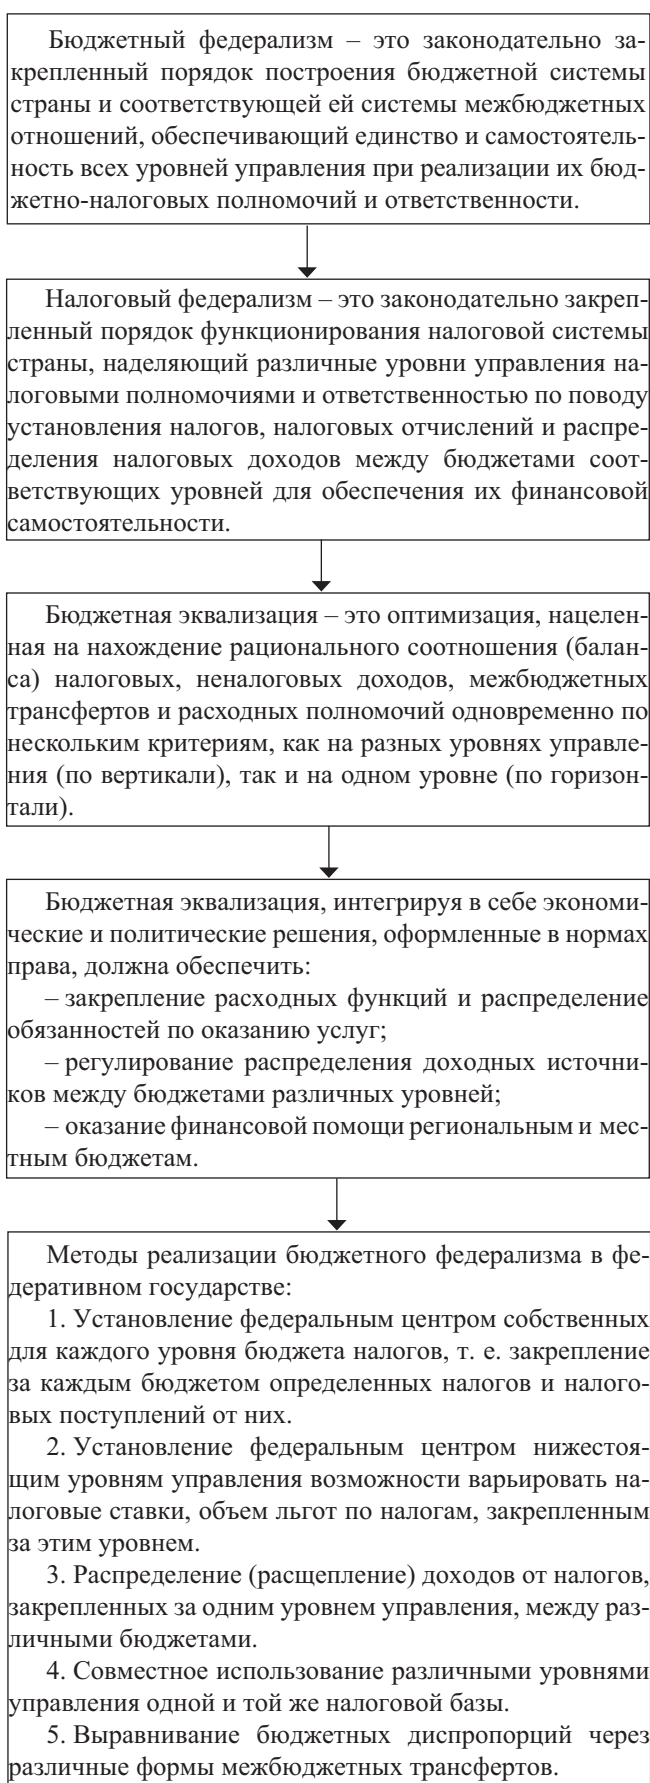 Бюджетный федерализм – это законодательно за-
крепленный порядок построения бюджетной системы
страны и соответствующей ей системы межбюджетных
отношений, обеспечивающий единство и самостоятель-
ность всех уровней управления при реализации их бюд-
жетно-налоговых полномочий и ответственности.
Налоговый федерализм – это законодательно закреп-
ленный порядок функционирования налоговой системы
страны, наделяющий различные уровни управления на-
логовыми полномочиями и ответственностью по поводу
установления налогов, налоговых отчислений и распре-
деления налоговых доходов между бюджетами соот-
ветствующих уровней для обеспечения их финансовой
самостоятельности.
Бюджетная эквализация – это оптимизация, нацелен-
ная на нахождение рационального соотношения (балан-
са) налоговых, неналоговых доходов, межбюджетных
трансфертов и расходных полномочий одновременно по
нескольким критериям, как на разных уровнях управле-
ния (по вертикали), так и на одном уровне (по горизон-
тали).
Бюджетная эквализация, интегрируя в себе экономи-
ческие и политические решения, оформленные в нормах
права, должна обеспечить:
– закрепление расходных функций и распределение
обязанностей по оказанию услуг;
– регулирование распределения доходных источни-
ков между бюджетами различных уровней;
– оказание финансовой помощи региональным и мес-
тным бюджетам.
Методы реализации бюджетного федерализма в фе-
деративном государстве:
1. Установление федеральным центром собственных
для каждого уровня бюджета налогов, т. е. закрепление
за каждым бюджетом определенных налогов и налого-
вых поступлений от них.
2. Установление федеральным центром нижестоя-
щим уровням управления возможности варьировать на-
логовые ставки, объем льгот по налогам, закрепленным
за этим уровнем.
3. Распределение (расщепление) доходов от налогов,
закрепленных за одним уровнем управления, между раз-
личными бюджетами.
4. Совместное использование различными уровнями
управления одной и той же налоговой базы.
5. Выравнивание бюджетных диспропорций через
различные формы межбюджетных трансфертов.